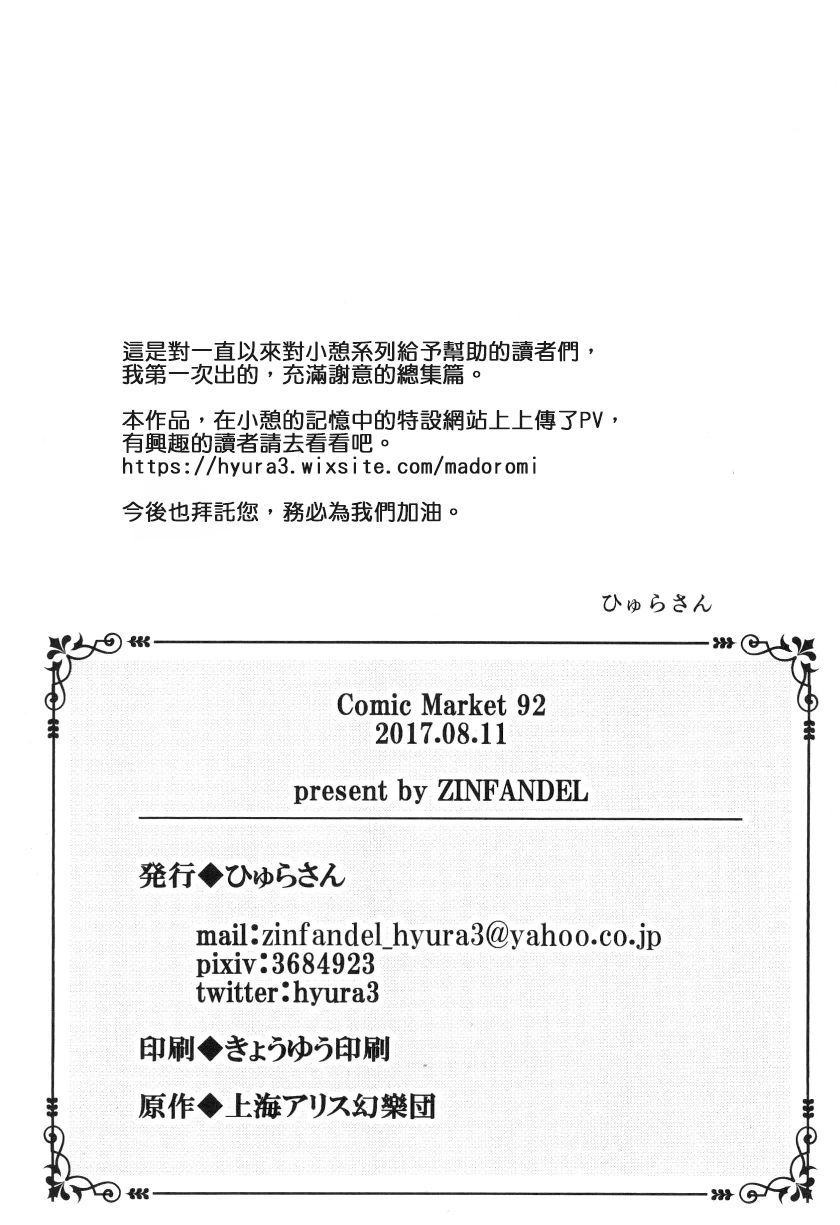 這是對一直以來對小憩系列給予幫助的讀者們，
我第一次出的，充滿謝意的總集篇。
本作品，在小憩的記憶中的特設網站上上傳了PV，
有興趣的讀者請去看看吧。
https://hyura3.wixsite.com/madoromi
今後也拜託您，務必為我們加油。
ひゅらさん
Comic Market 92
2017.08.11
present by ZINFANDEL
発行◆ひゅらさん
mail:zinfandel_hyura3@yahoo.co.jp
pixiv:3684923
twitter:hyura3
印刷◆きょうゆう印刷
原作◆上海アリス幻樂団